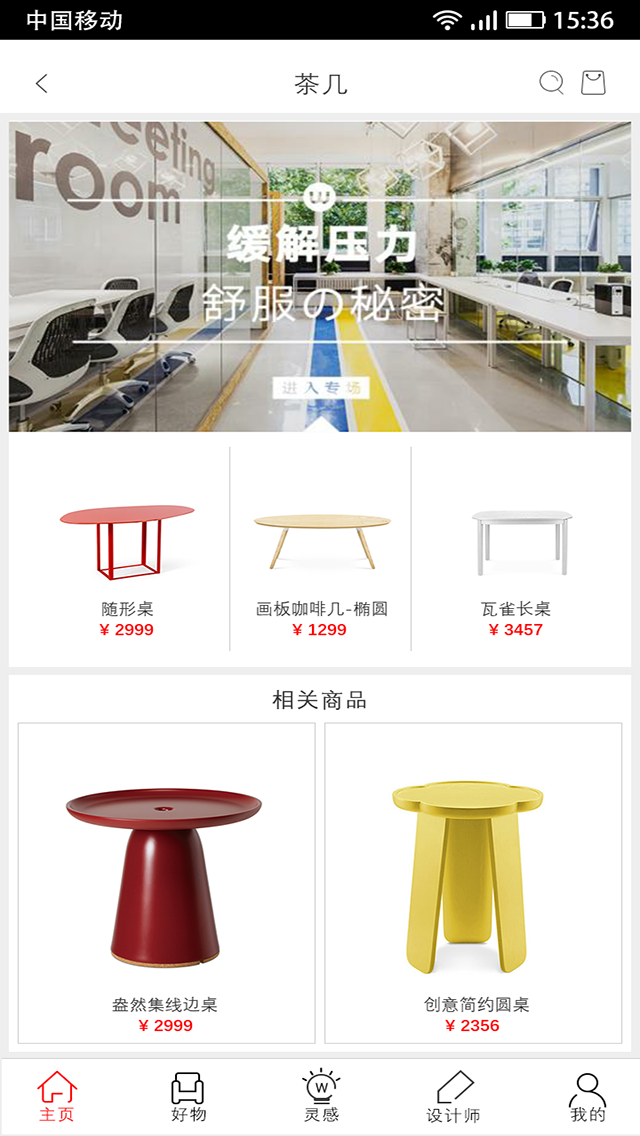 中国移动 15:36
茶几
meeting
room
W
缓解压力
舒服の秘密
进入专场
随形桌 画板咖啡几-椭圆 瓦雀长桌
¥ 2999 ¥ 1299 ¥ 3457
相关商品
盎然集线边桌 创意简约圆桌
¥ 2999 ¥ 2356
W
主页 好物 灵感 设计师 我的